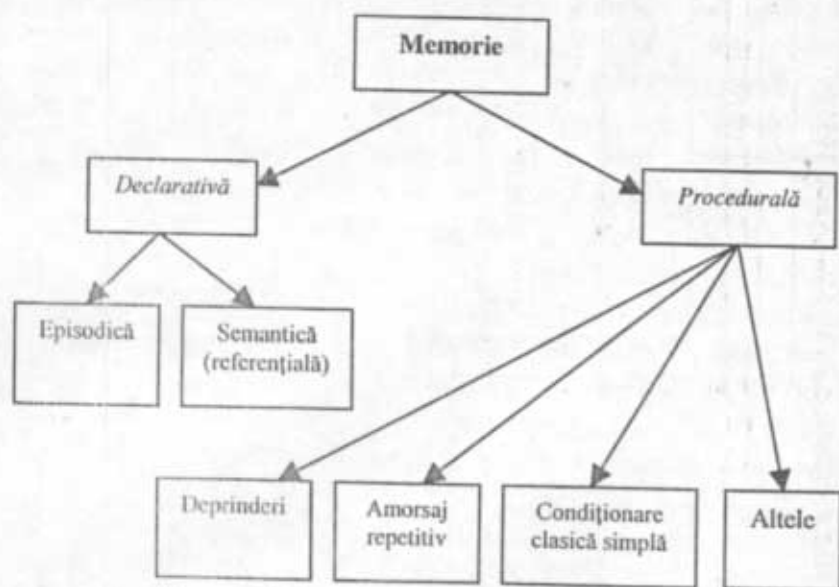 Memorie
Declarativă
Procedurală
Episodică
Semantică
(referențială)
Deprinderi
Amorsaj
repetitiv
Condiționare
clasică simplă
Altele